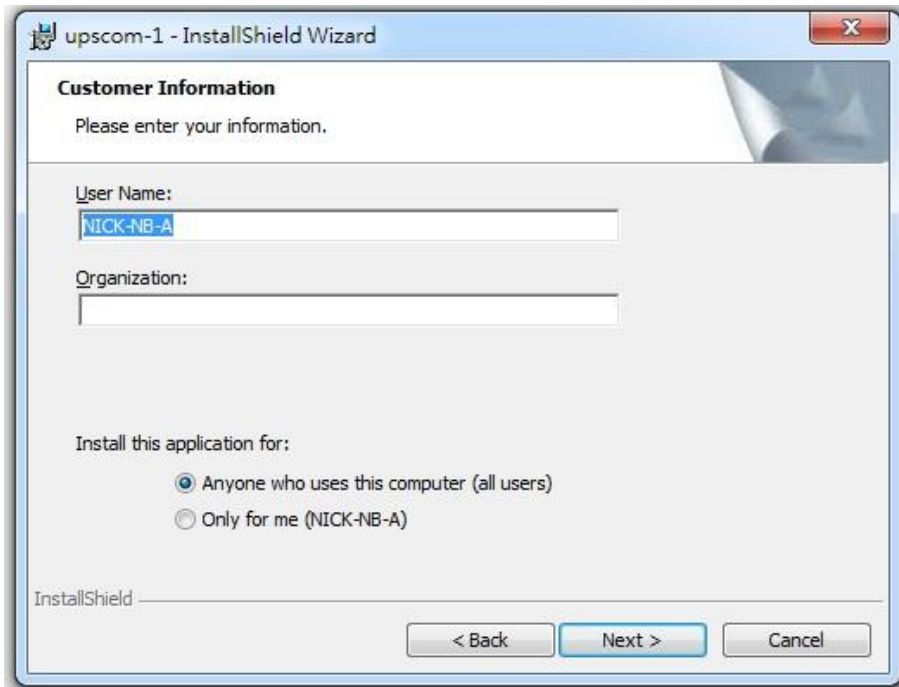 upscom-1 - InstallShield Wizard
Customer Information
Please enter your information.
User Name:
NICK-NB-A
Organization:
Install this application for:
Anyone who uses this computer (all users)
Only for me (NICK-NB-A)
InstallShield
< Back Next > Cancel